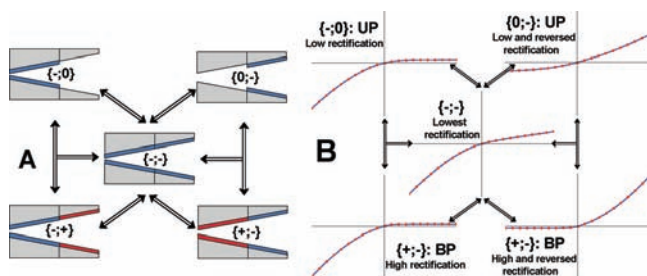 {-;0}
{0;-}
A
{-;-}
{-;+}
{+;-}
{-;0}: UP
Low rectification
{0;-}: UP
Low and reversed
rectification
{-;-}
Lowest
rectification
B
{+;-}: BP
High rectification
{+;-}: BP
High and reversed
rectification